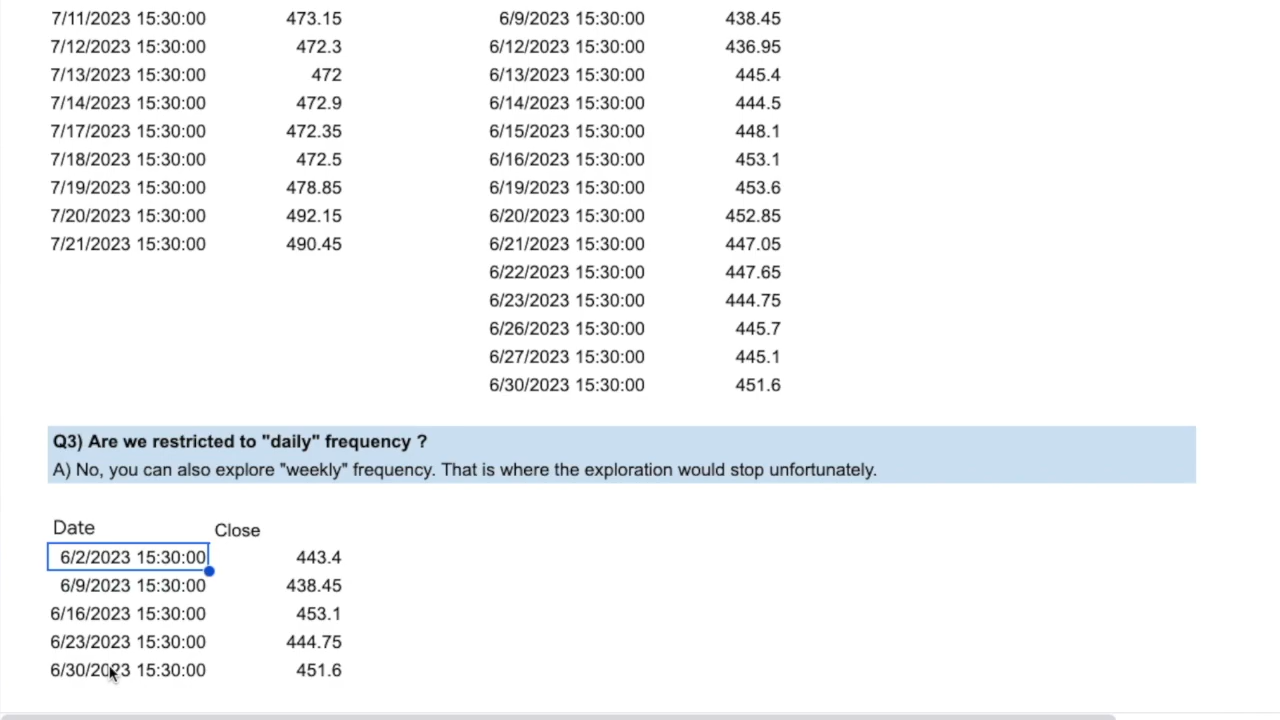 7/11/2023 15:30:00 473.15 6/9/2023 15:30:00 438.45
7/12/2023 15:30:00 472.3 6/12/2023 15:30:00 436.95
7/13/2023 15:30:00 472 6/13/2023 15:30:00 445.4
7/14/2023 15:30:00 472.9 6/14/2023 15:30:00 444.5
7/17/2023 15:30:00 472.35 6/15/2023 15:30:00 448.1
7/18/2023 15:30:00 472.5 6/16/2023 15:30:00 453.1
7/19/2023 15:30:00 478.85 6/19/2023 15:30:00 453.6
7/20/2023 15:30:00 492.15 6/20/2023 15:30:00 452.85
7/21/2023 15:30:00 490.45 6/21/2023 15:30:00 447.05
6/22/2023 15:30:00 447.65
6/23/2023 15:30:00 444.75
6/26/2023 15:30:00 445.7
6/27/2023 15:30:00 445.1
6/30/2023 15:30:00 451.6
Q3) Are we restricted to "daily" frequency ?
A) No, you can also explore "weekly" frequency. That is where the exploration would stop unfortunately.
Date Close
6/2/2023 15:30:00 443.4
6/9/2023 15:30:00 438.45
6/16/2023 15:30:00 453.1
6/23/2023 15:30:00 444.75
6/30/2023 15:30:00 451.6